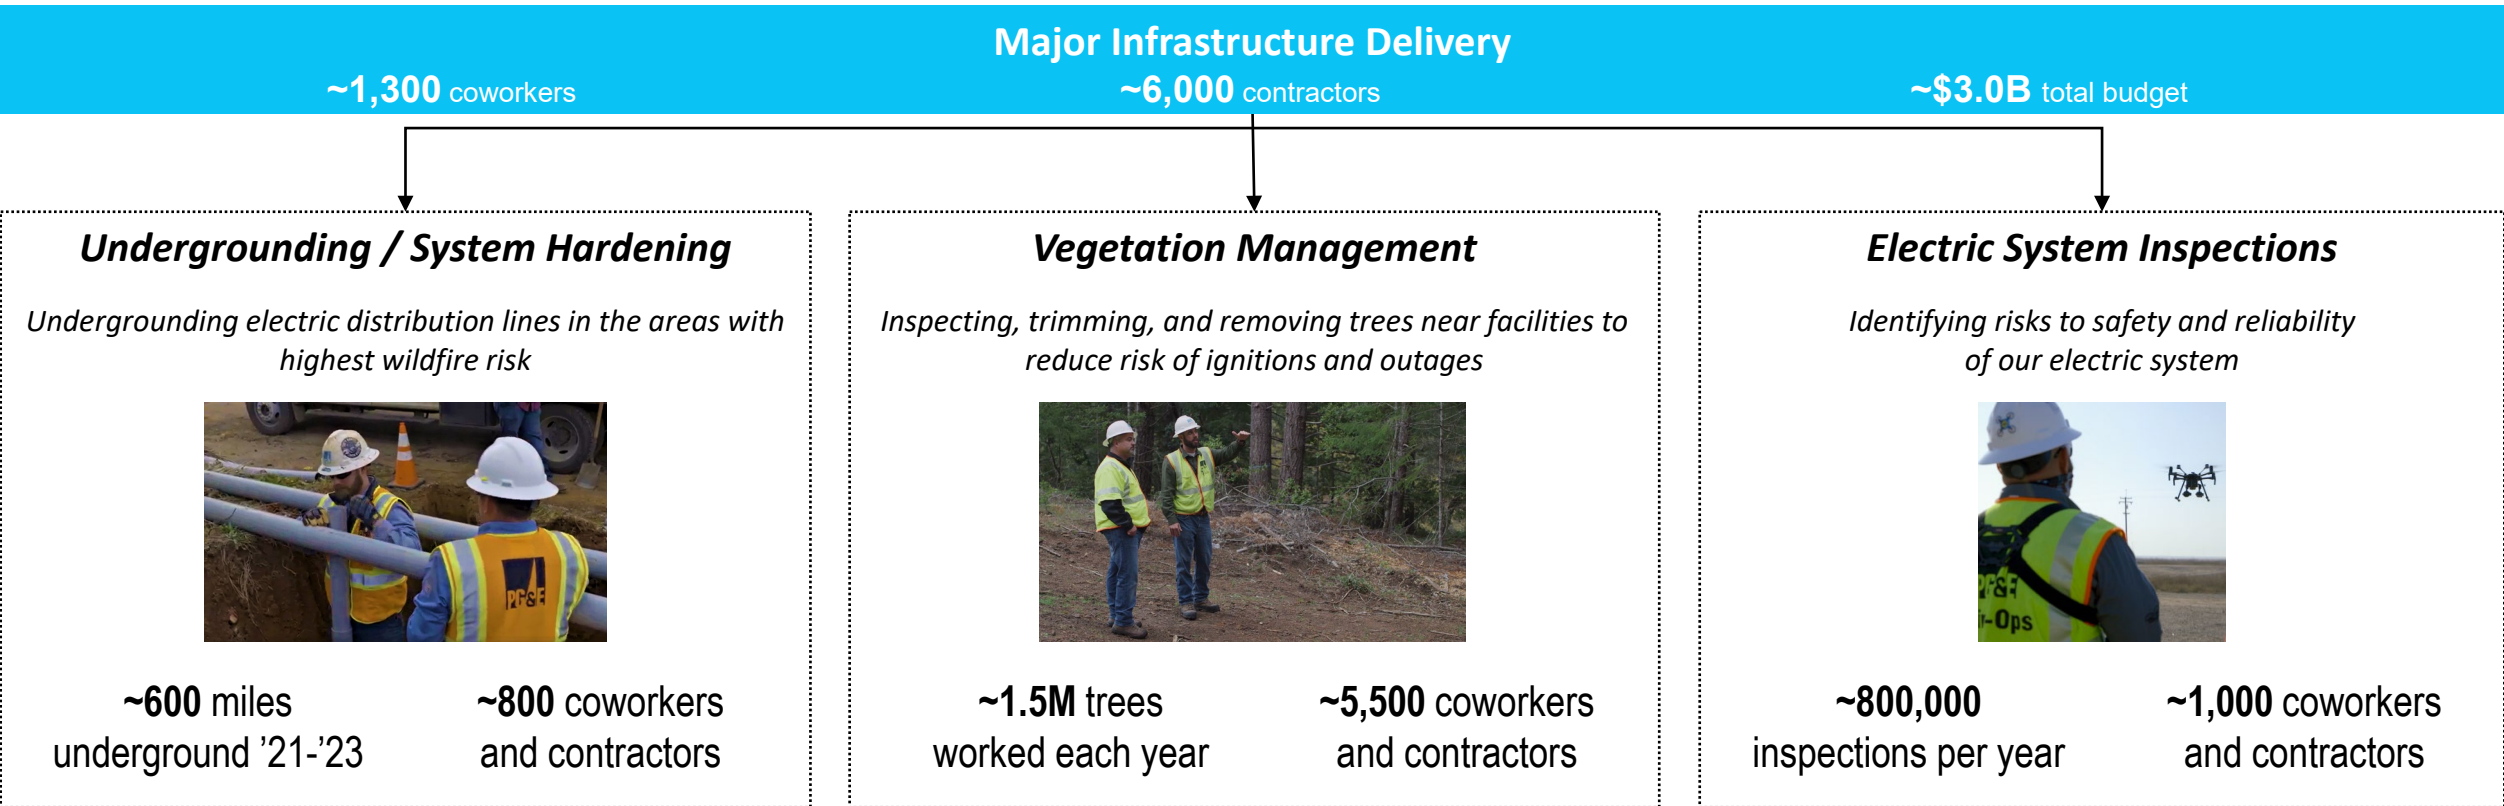 Major Infrastructure Delivery
~1,300 coworkers
~6,000 contractors
~$3.0B total budget
Undergrounding / System Hardening
Undergrounding electric distribution lines in the areas with
highest wildfire risk
PG&E
~600 miles
underground ’21-’23
~800 coworkers
and contractors
Vegetation Management
Inspecting, trimming, and removing trees near facilities to
reduce risk of ignitions and outages
~1.5M trees
worked each year
~5,500 coworkers
and contractors
Electric System Inspections
Identifying risks to safety and reliability
of our electric system
PG&E
r-Ops
~800,000
inspections per year
~1,000 coworkers
and contractors